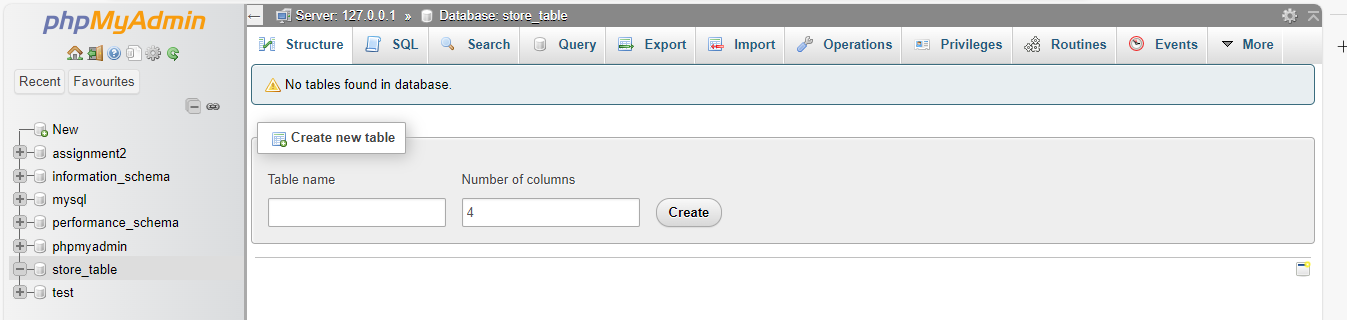 phpMyAdmin
Recent Favourites
New
assignment2
information_schema
mysql
performance_schema
phpmyadmin
store_table
test
Server: 127.0.0.1 » Database: store_table
Structure SQL Search Query Export Import Operations Privileges Routines Events More
No tables found in database.
Create new table
Table name Number of columns
4 Create